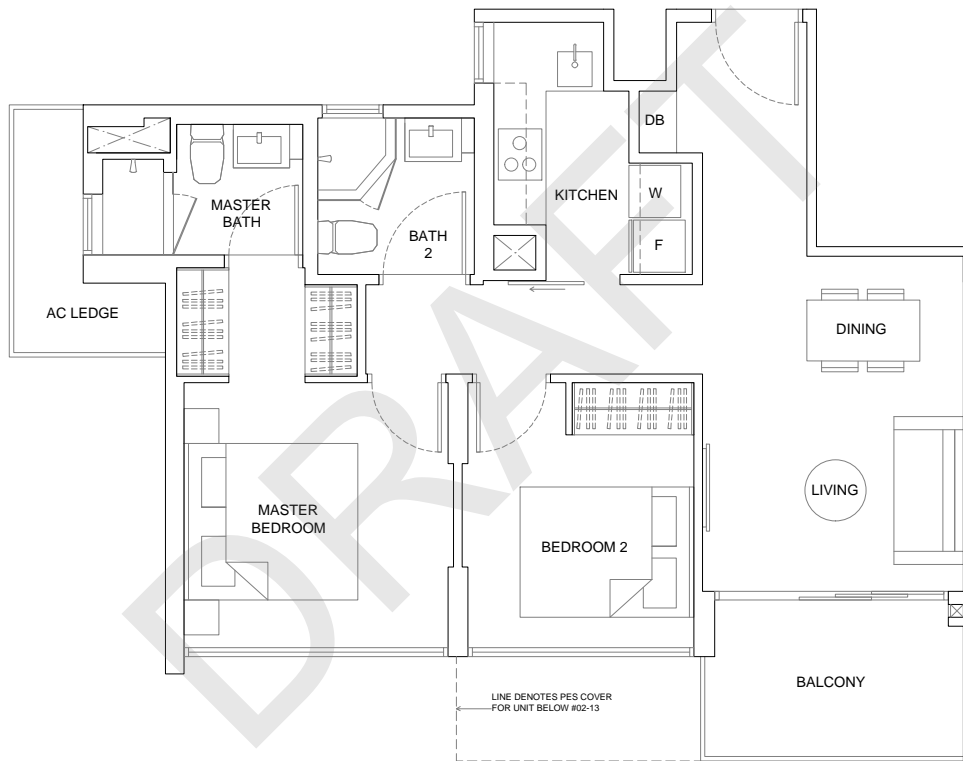 DB
W
KITCHEN
F
MASTER
BATH
BATH
2
AC LEDGE
DINING
LIVING
MASTER
BEDROOM
BEDROOM 2
BALCONY
LINE DENOTES PES COVER
FOR UNIT BELOW #02-13
DRAFT